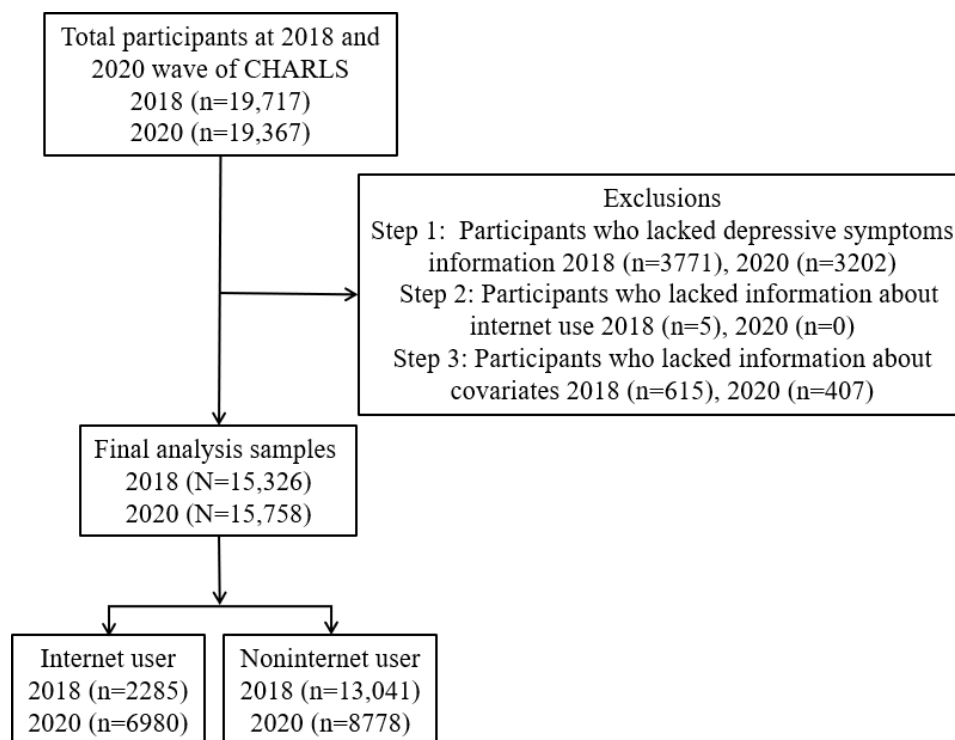 Total participants at 2018 and
2020 wave of CHARLS
2018 (n=19,717)
2020 (n=19,367)
Exclusions
Step 1:  Participants who lacked depressive symptoms
information 2018 (n=3771), 2020 (n=3202)
Step 2: Participants who lacked information about
internet use 2018 (n=5), 2020 (n=0)
Step 3: Participants who lacked information about
covariates 2018 (n=615), 2020 (n=407)
Final analysis samples
2018 (N=15,326)
2020 (N=15,758)
Internet user
2018 (n=2285)
2020 (n=6980)
Noninternet user
2018 (n=13,041)
2020 (n=8778)